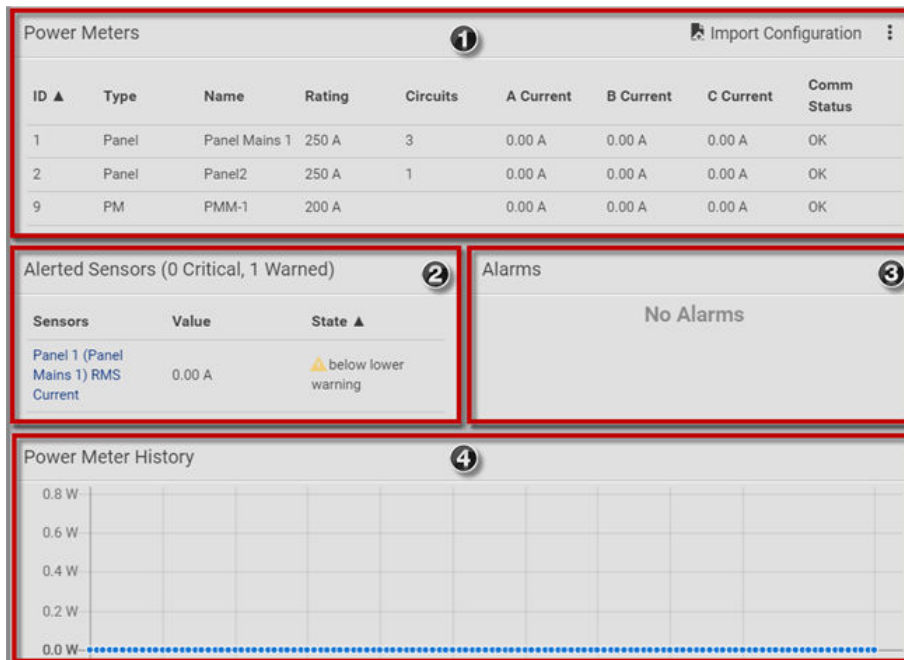 Power Meters 1 Import Configuration
ID ▲ Type Name Rating Circuits A Current B Current C Current Comm Status
1 Panel Panel Mains 1 250 A 3 0.00 A 0.00 A 0.00 A OK
2 Panel Panel2 250 A 1 0.00 A 0.00 A 0.00 A OK
9 PM PMM-1 200 A 0.00 A 0.00 A 0.00 A OK
Alerted Sensors (0 Critical, 1 Warned) 2
Sensors Value State ▲
Panel 1 (Panel
Mains 1) RMS
Current
0.00 A
below lower
warning
Alarms 3
No Alarms
Power Meter History 4
0.8 W
0.6 W
0.4 W
0.2 W
0.0 W